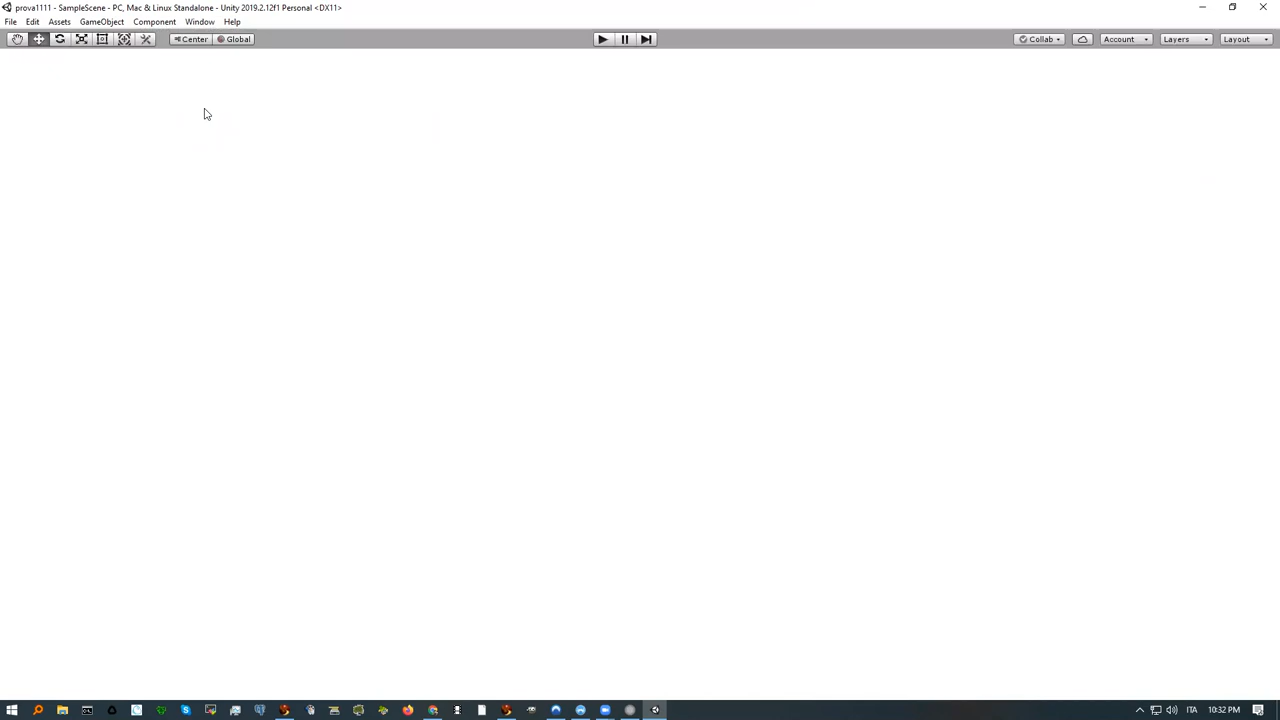 prova1111 - SampleScene - PC, Mac & Linux Standalone - Unity 2019.2.12f1 Personal <DX11>
File Edit Assets GameObject Component Window Help
Center Global Collab Account Layers Layout
ITA 10:32 PM